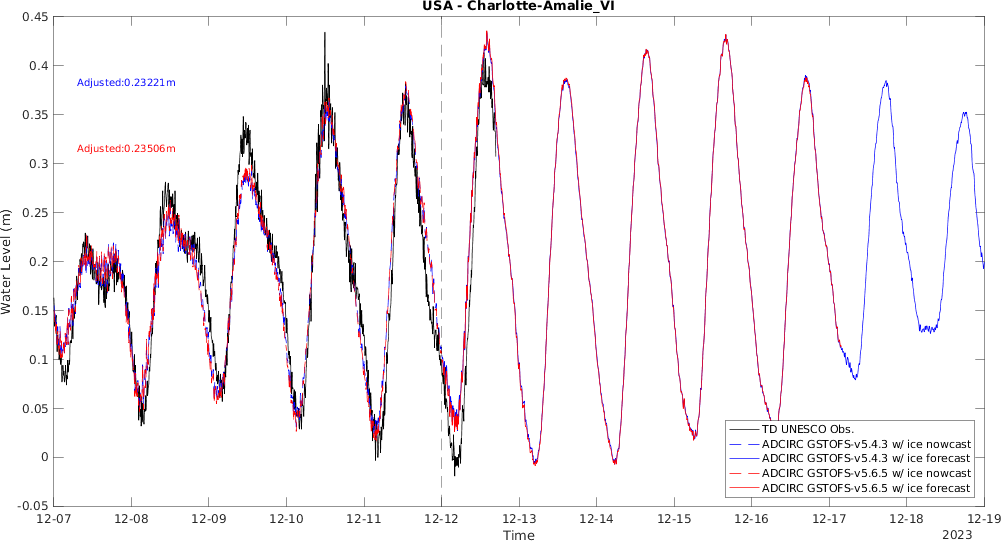 USA - Charlotte-Amalie_VI
0.45
0.4
0.35
0.3
0.25
0.2
0.15
0.1
0.05
0
-0.05
Water Level (m)
Adjusted:0.23221m
Adjusted:0.23506m
TD UNESCO Obs.
ADCIRC GSTOFS-v5.4.3 w/ ice nowcast
ADCIRC GSTOFS-v5.4.3 w/ ice forecast
ADCIRC GSTOFS-v5.6.5 w/ ice nowcast
ADCIRC GSTOFS-v5.6.5 w/ ice forecast
12-07 12-08 12-09 12-10 12-11 12-12 12-13 12-14 12-15 12-16 12-17 12-18 12-19
Time
2023